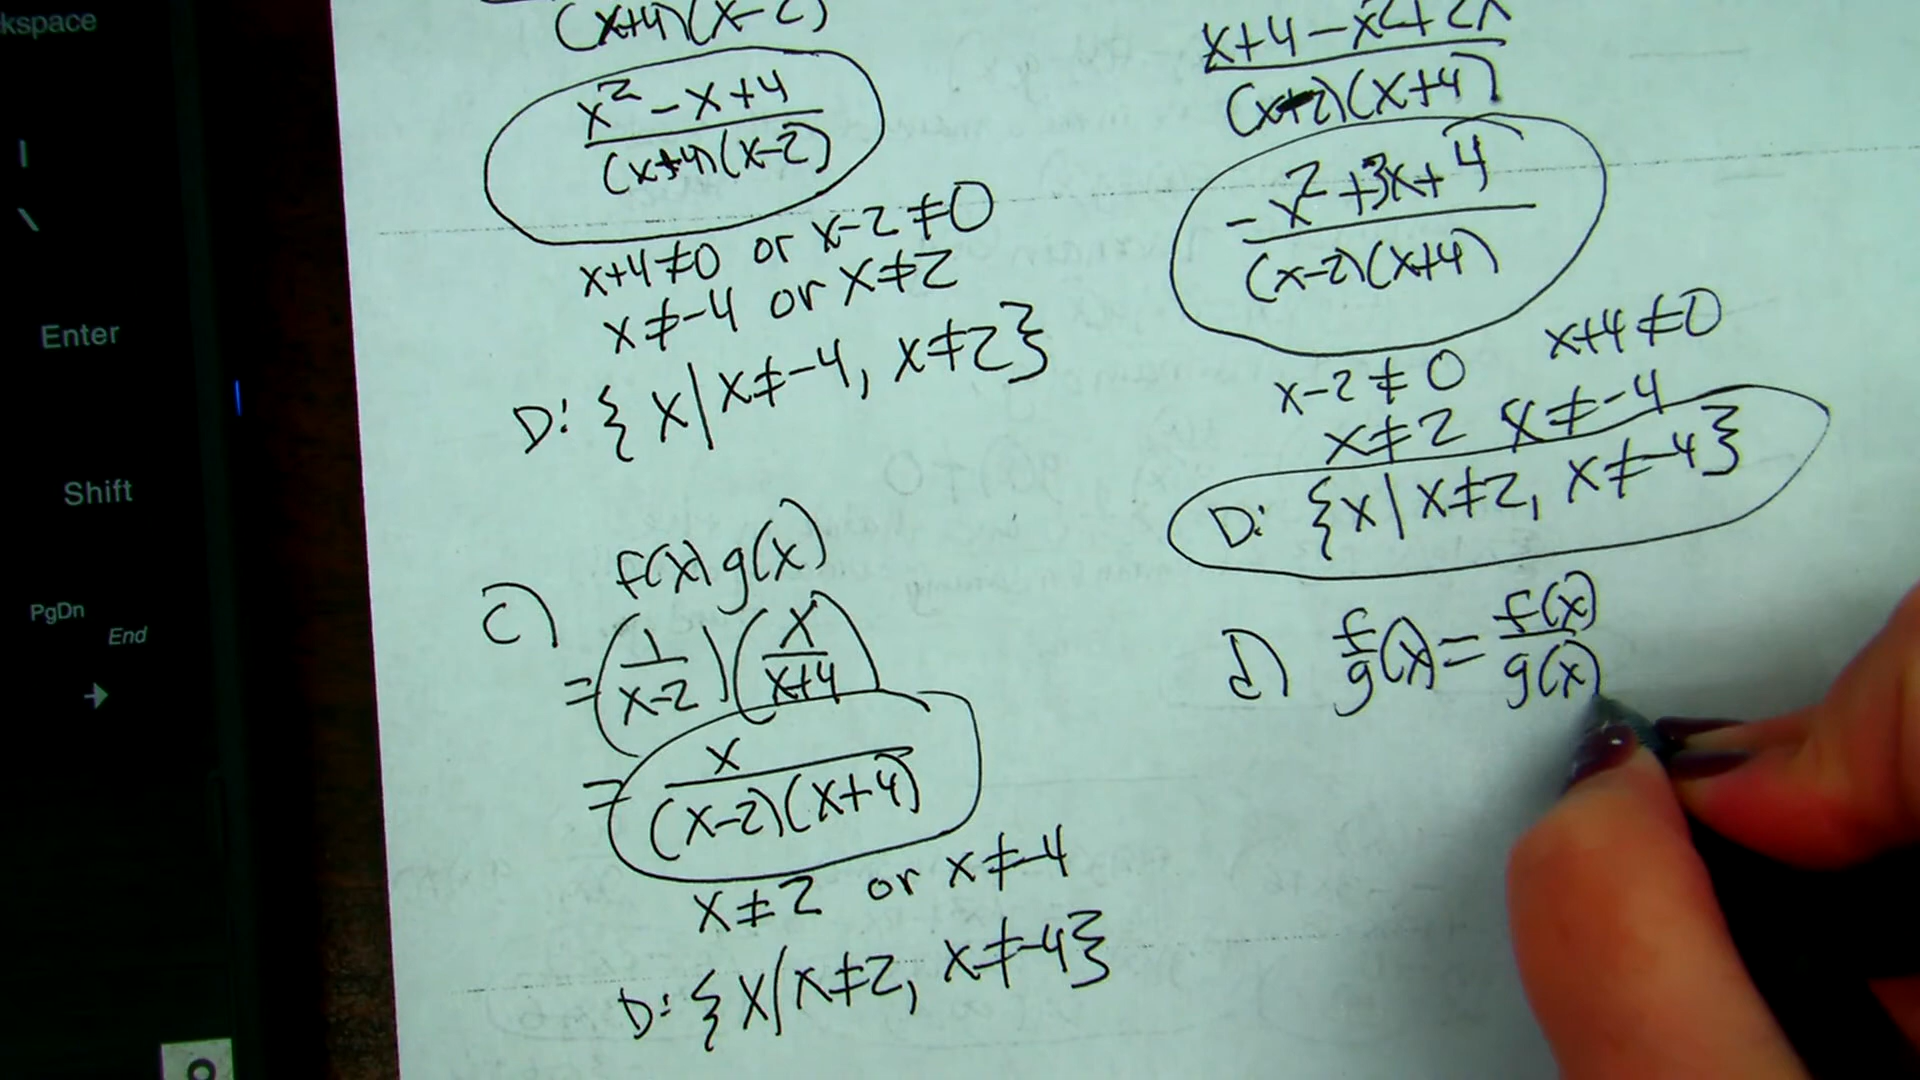 kspace
|
\
Enter
Shift
PgDn
End
→
(x+4)(x-2)
x² - x + 4
(x+4)(x-2)
x+4 ≠ 0 or x-2 ≠ 0
x ≠ -4 or x ≠ 2
D: { x | x ≠ -4, x ≠ 2 }
x+4 - x² + 2x
(x-2)(x+4)
-x² + 3x + 4
(x-2)(x+4)
x-2 ≠ 0 x+4 ≠ 0
x ≠ 2 x ≠ -4
D: { x | x ≠ 2, x ≠ -4 }
c) f(x) g(x)
= (1/(x-2)) (x/(x+4))
= x/((x-2)(x+4))
x ≠ 2 or x ≠ -4
D: { x | x ≠ 2, x ≠ -4 }
d) f/g (x) = f(x)/g(x)